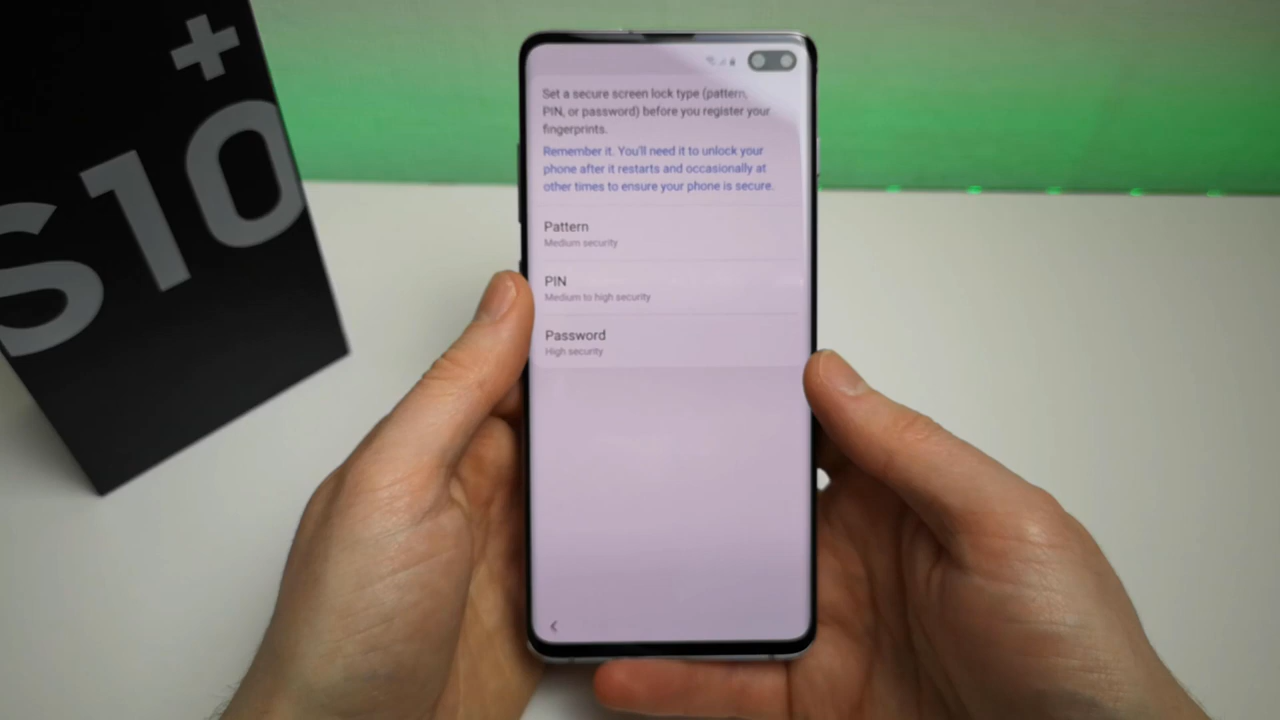 S10+
Set a secure screen lock type (pattern,
PIN, or password) before you register your
fingerprints.
Remember it. You'll need it to unlock your
phone after it restarts and occasionally at
other times to ensure your phone is secure.
Pattern
Medium security
PIN
Medium to high security
Password
High security